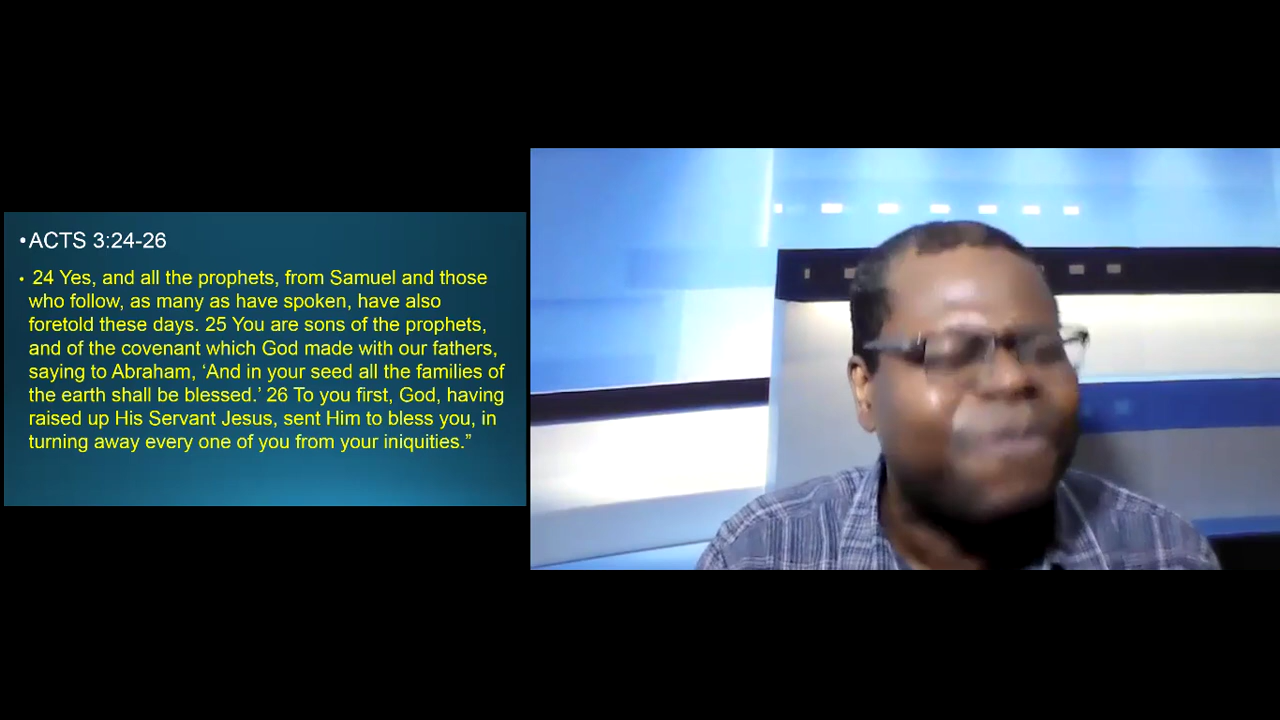 •ACTS 3:24-26
• 24 Yes, and all the prophets, from Samuel and those
who follow, as many as have spoken, have also
foretold these days. 25 You are sons of the prophets,
and of the covenant which God made with our fathers,
saying to Abraham, ‘And in your seed all the families of
the earth shall be blessed.’ 26 To you first, God, having
raised up His Servant Jesus, sent Him to bless you, in
turning away every one of you from your iniquities.”